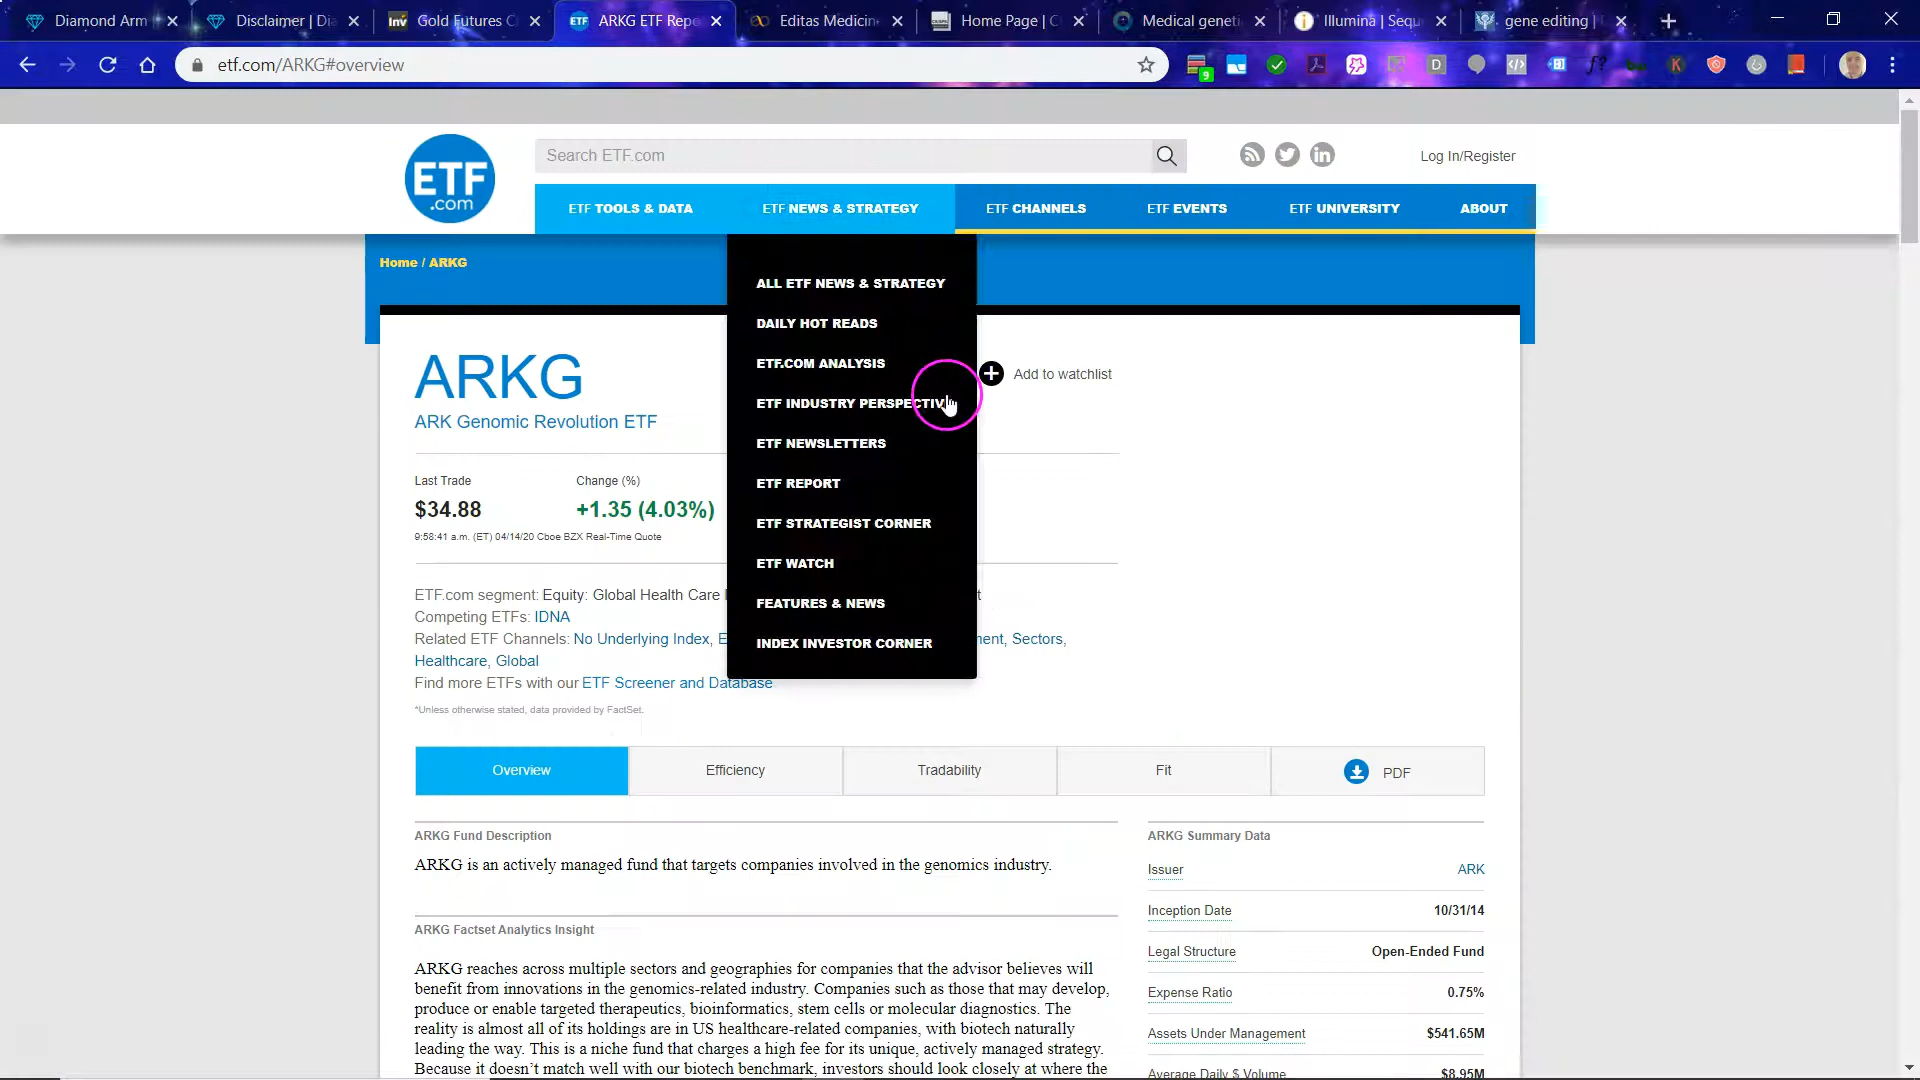 Diamond Arm
Disclaimer | Dia
Inv Gold Futures C
ETF ARKG ETF Repo
Editas Medicin
Home Page | C
Medical geneti
Illumina | Sequ
gene editing |
etf.com/ARKG#overview
9
D
K
f?
ETF
.com
Search ETF.com
Log In/Register
ETF TOOLS & DATA
ETF NEWS & STRATEGY
ETF CHANNELS
ETF EVENTS
ETF UNIVERSITY
ABOUT
Home / ARKG
ALL ETF NEWS & STRATEGY
DAILY HOT READS
ETF.COM ANALYSIS
ETF INDUSTRY PERSPECTIV
ETF NEWSLETTERS
ETF REPORT
ETF STRATEGIST CORNER
ETF WATCH
FEATURES & NEWS
INDEX INVESTOR CORNER
ARKG
ARK Genomic Revolution ETF
Add to watchlist
Last Trade
Change (%)
$34.88
+1.35 (4.03%)
9:58:41 a.m. (ET) 04/14/20 Cboe BZX Real-Time Quote
ETF.com segment: Equity: Global Health Care
Competing ETFs: IDNA
Related ETF Channels: No Underlying Index, E ent, Sectors,
Healthcare, Global
Find more ETFs with our ETF Screener and Database
*Unless otherwise stated, data provided by FactSet.
Overview
Efficiency
Tradability
Fit
PDF
ARKG Fund Description
ARKG is an actively managed fund that targets companies involved in the genomics industry.
ARKG Factset Analytics Insight
ARKG reaches across multiple sectors and geographies for companies that the advisor believes will
benefit from innovations in the genomics-related industry. Companies such as those that may develop,
produce or enable targeted therapeutics, bioinformatics, stem cells or molecular diagnostics. The
reality is almost all of its holdings are in US healthcare-related companies, with biotech naturally
leading the way. This is a niche fund that charges a high fee for its unique, actively managed strategy.
Because it doesn't match well with our biotech benchmark, investors should look closely at where the
ARKG Summary Data
Issuer ARK
Inception Date 10/31/14
Legal Structure Open-Ended Fund
Expense Ratio 0.75%
Assets Under Management $541.65M
Average Daily $ Volume $8.95M